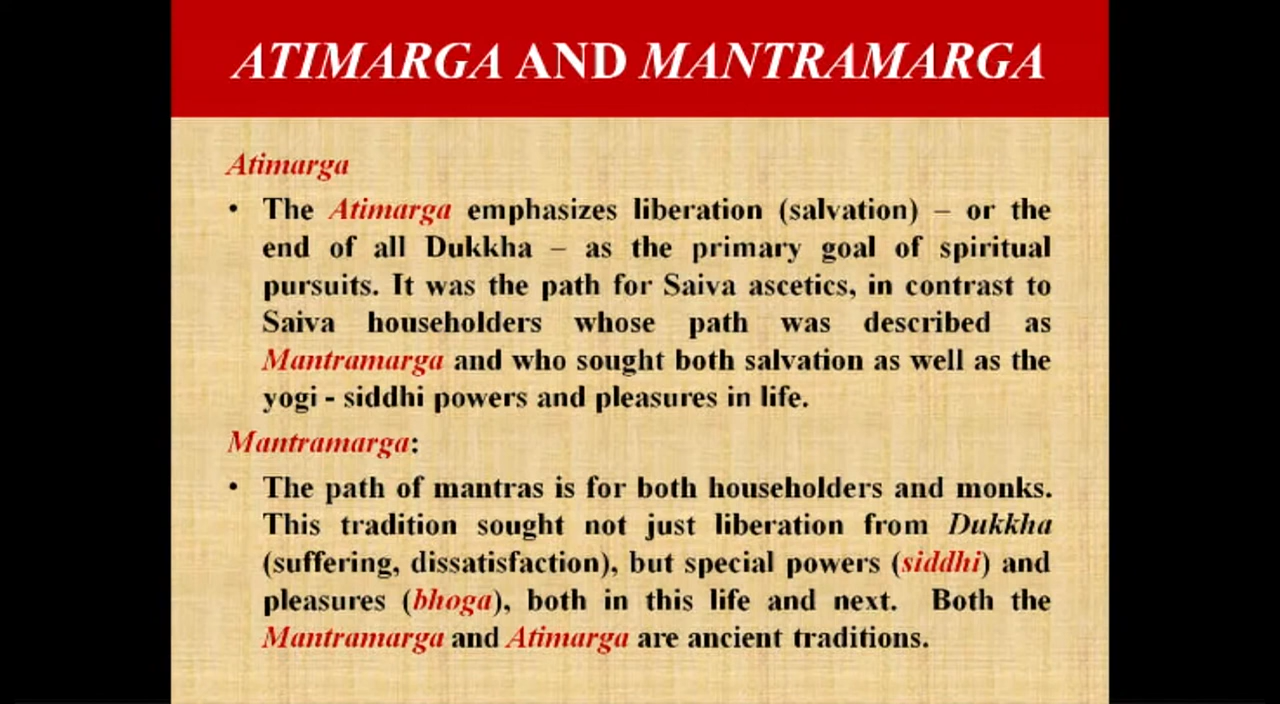 ATIMARGA AND MANTRAMARGA
Atimarga
• The Atimarga emphasizes liberation (salvation) – or the
end of all Dukkha – as the primary goal of spiritual
pursuits. It was the path for Saiva ascetics, in contrast to
Saiva householders whose path was described as
Mantramarga and who sought both salvation as well as the
yogi - siddhi powers and pleasures in life.
Mantramarga:
• The path of mantras is for both householders and monks.
This tradition sought not just liberation from Dukkha
(suffering, dissatisfaction), but special powers (siddhi) and
pleasures (bhoga), both in this life and next. Both the
Mantramarga and Atimarga are ancient traditions.